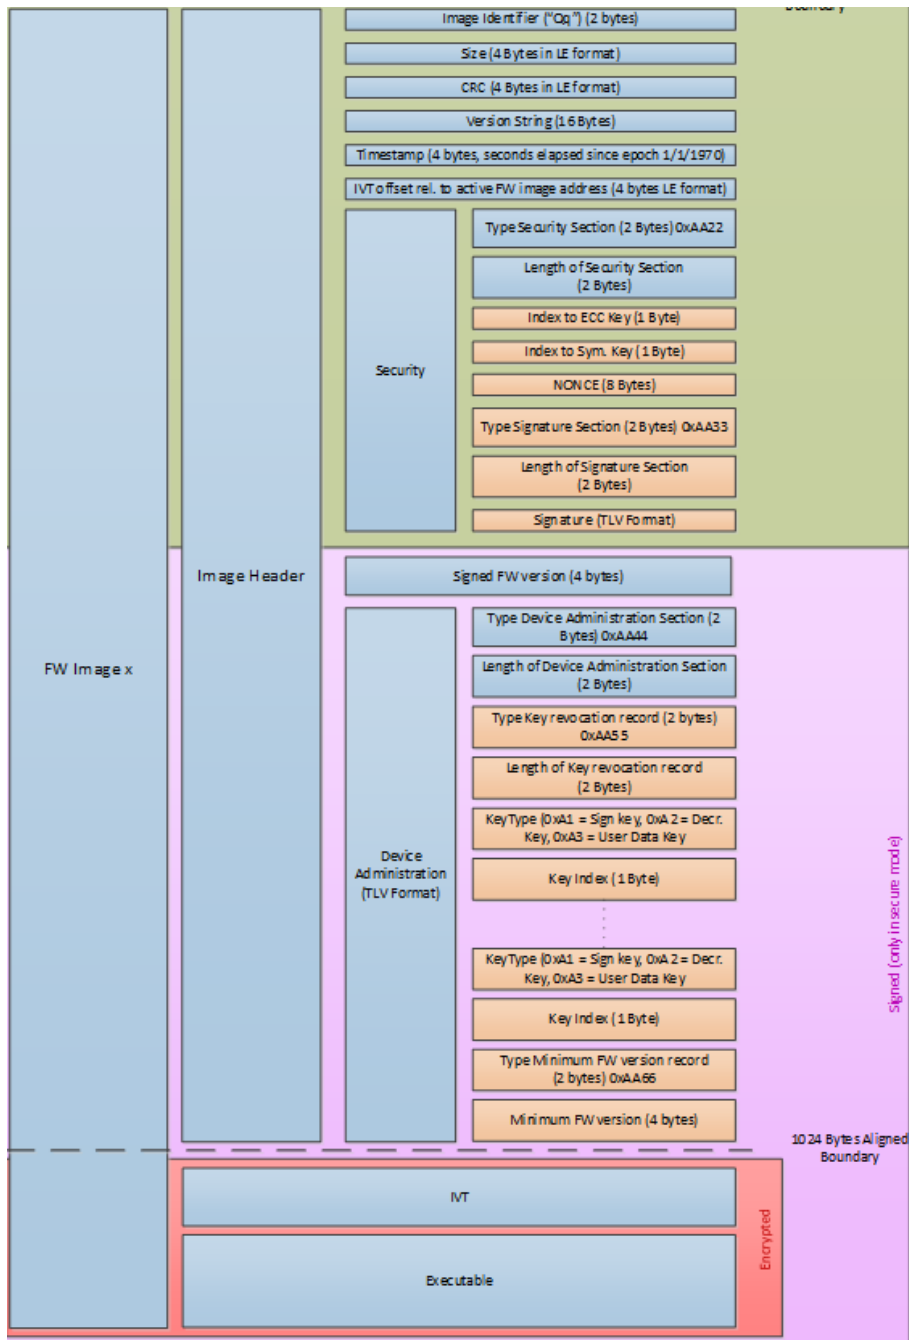 Image Identifier ("Qq") (2 bytes)
Size (4 Bytes in LE format)
CRC (4 Bytes in LE format)
Version String (16 Bytes)
Timestamp (4 bytes, seconds elapsed since epoch 1/1/1970)
IVT offset rel. to active FW image address (4 bytes LE format)
Security
Type Security Section (2 Bytes) 0xAA22
Length of Security Section
(2 Bytes)
Index to ECC Key (1 Byte)
Index to Sym. Key (1 Byte)
NONCE (8 Bytes)
Type Signature Section (2 Bytes) 0xAA33
Length of Signature Section
(2 Bytes)
Signature (TLV Format)
Image Header
Signed FW version (4 bytes)
FW Image x
Type Device Administration Section (2
Bytes) 0xAA44
Length of Device Administration Section
(2 Bytes)
Type Key revocation record (2 bytes)
0xAA55
Length of Key revocation record
(2 Bytes)
Device
Administration
(TLV Format)
Key Type (0xA1 = Sign key, 0xA2 = Decr.
Key, 0xA3 = User Data Key
Key Index (1 Byte)
Key Type (0xA1 = Sign key, 0xA2 = Decr.
Key, 0xA3 = User Data Key
Key Index (1 Byte)
Type Minimum FW version record
(2 bytes) 0xAA66
Minimum FW version (4 bytes)
Signed (only in secure mode)
1024 Bytes Aligned
Boundary
IVT
Executable
Encrypted